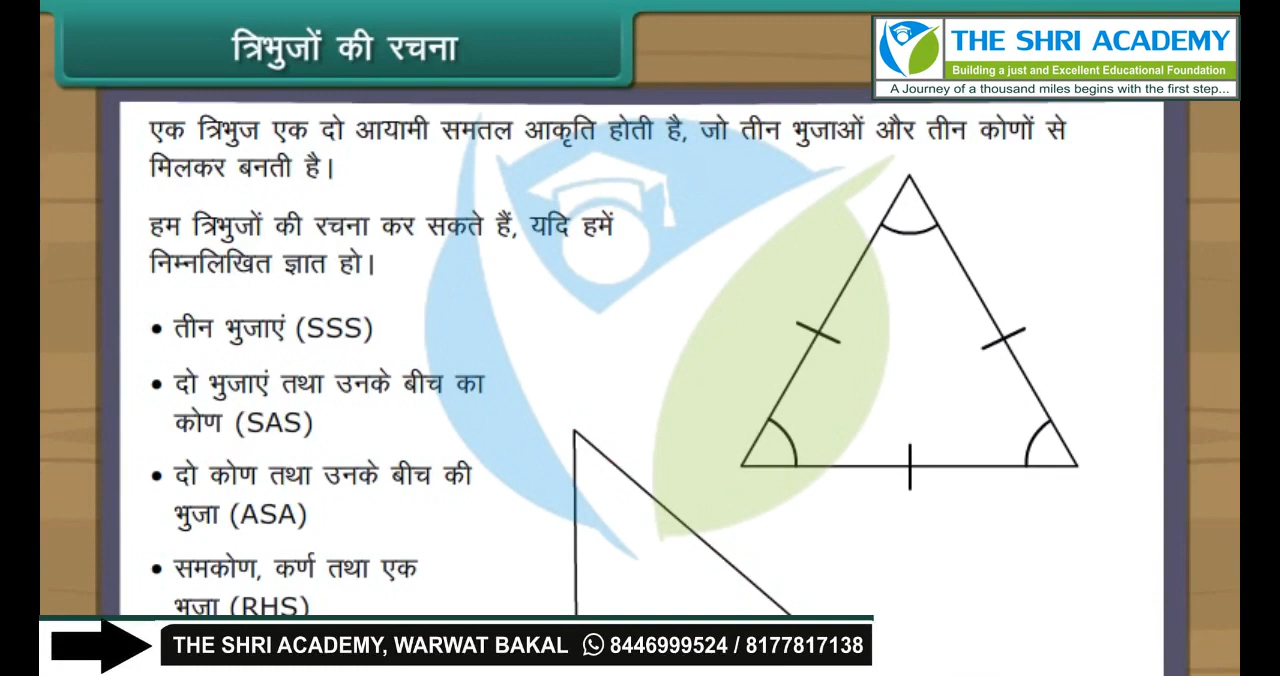 त्रिभुजों की रचना
THE SHRI ACADEMY
Building a just and Excellent Educational Foundation
A Journey of a thousand miles begins with the first step...
एक त्रिभुज एक दो आयामी समतल आकृति होती है, जो तीन भुजाओं और तीन कोणों से
मिलकर बनती है।
हम त्रिभुजों की रचना कर सकते हैं, यदि हमें
निम्नलिखित ज्ञात हो।
• तीन भुजाएं (SSS)
• दो भुजाएं तथा उनके बीच का
कोण (SAS)
• दो कोण तथा उनके बीच की
भुजा (ASA)
• समकोण, कर्ण तथा एक
भुजा (RHS)
THE SHRI ACADEMY, WARWAT BAKAL 8446999524 / 8177817138